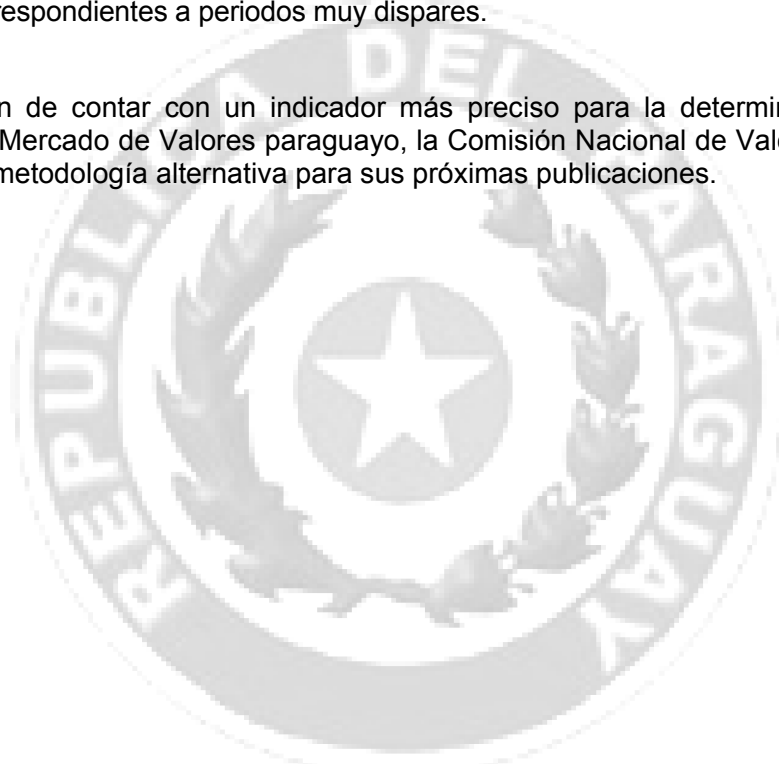 respondientes a periodos muy dispares.
n de contar con un indicador más preciso para la determin
Mercado de Valores paraguayo, la Comisión Nacional de Val
metodología alternativa para sus próximas publicaciones.
REPUBLICA DEL PARAGUAY